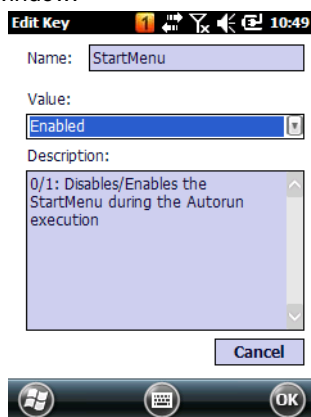 Edit Key 1 10:49
Name: StartMenu
Value:
Enabled
Description:
0/1: Disables/Enables the
StartMenu during the Autorun
execution
Cancel
OK